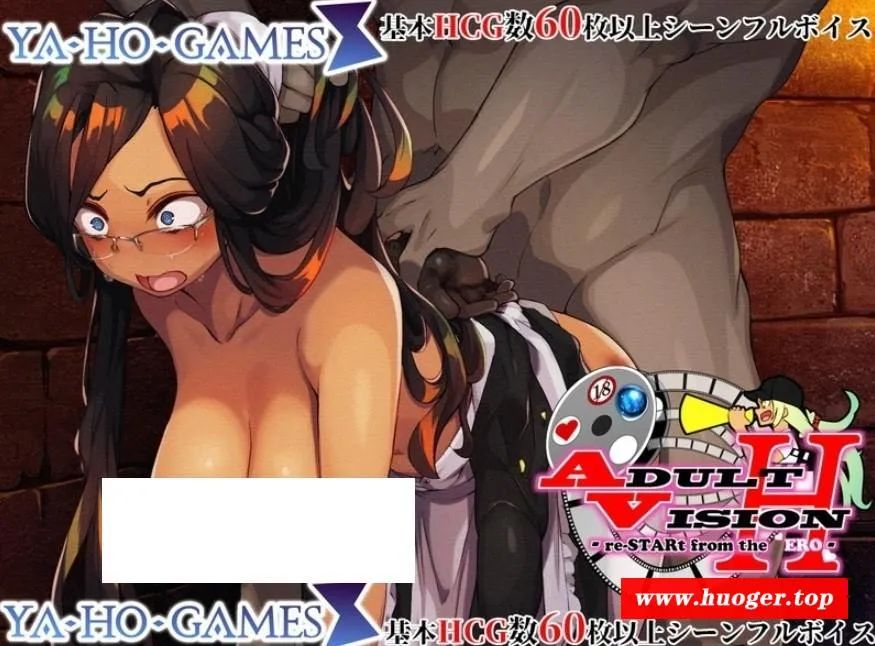 YA-HO-GAMES
基本HCG数60枚以上シーンフルボイス
18
ADULT
VISION
H
- re-STARt from the ERO -
www.huoger.top
YA-HO-GAMES
基本HCG数60枚以上シーンフルボイス